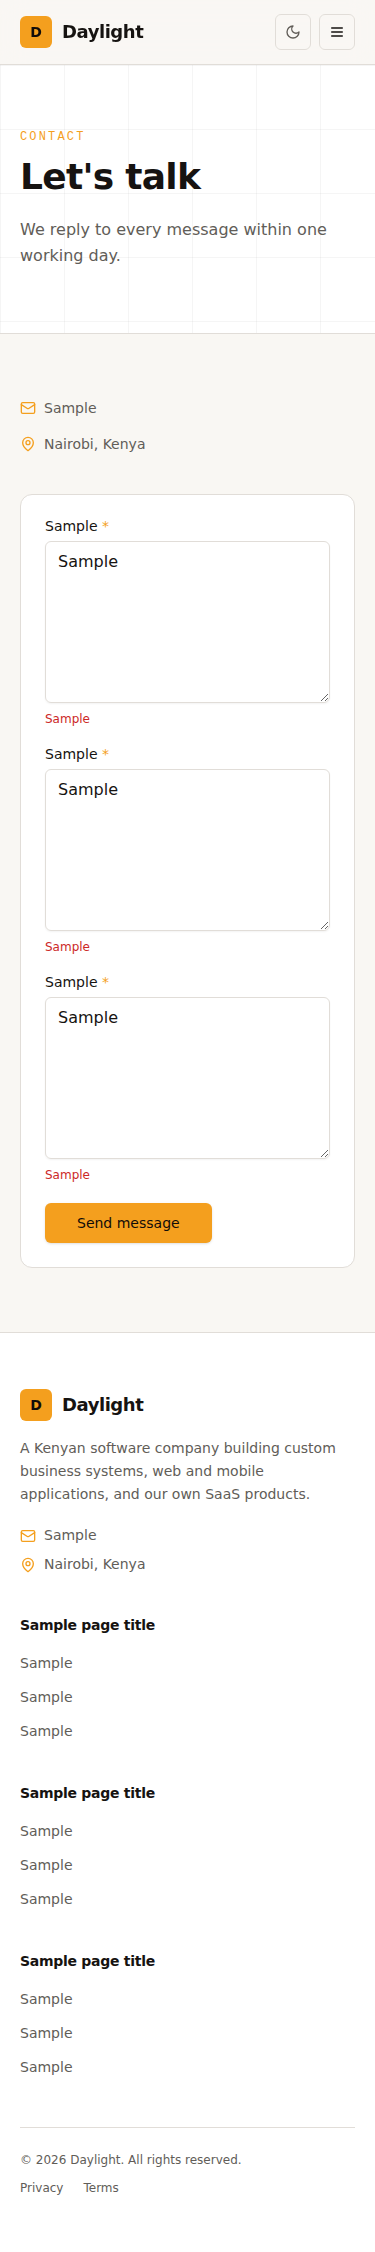 D Daylight
CONTACT
Let's talk
We reply to every message within one
working day.
Sample
Nairobi, Kenya
Sample *
Sample
Sample
Sample *
Sample
Sample
Sample *
Sample
Sample
Send message
D Daylight
A Kenyan software company building custom
business systems, web and mobile
applications, and our own SaaS products.
Sample
Nairobi, Kenya
Sample page title
Sample
Sample
Sample
Sample page title
Sample
Sample
Sample
Sample page title
Sample
Sample
Sample
© 2026 Daylight. All rights reserved.
Privacy Terms